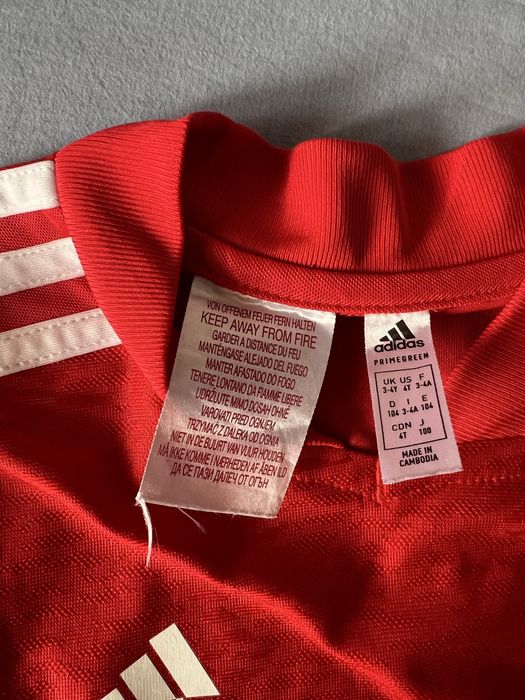 VON OFFENEM FEUER FERN HALTEN
KEEP AWAY FROM FIRE
GARDER A DISTANCE DU FEU
MANTÉNGASE ALEJADO DEL FUEGO
MANTER AFASTADO DO FOGO
TENERE LONTANO DA FIAMME LIBERE
UDRŽUJTE MIMO DOSAH OHNĚ
VAROVATI PRED OGNJEM
TRZYMAĆ Z DALEKA OD OGNIA
NIET IN DE BUURT VAN VUUR HOUDEN
MÅ IKKE KOMME I NÆRHEDEN AF ÅBEN ILD
ДА СЕ ПАЗИ ДАЛЕЧ ОТ ОГЪН
adidas
PRIMEGREEN
UK US F
3-4Y 4T 3-4A
D I E
104 3-4A 104
CDN J
4T 100
MADE IN
CAMBODIA